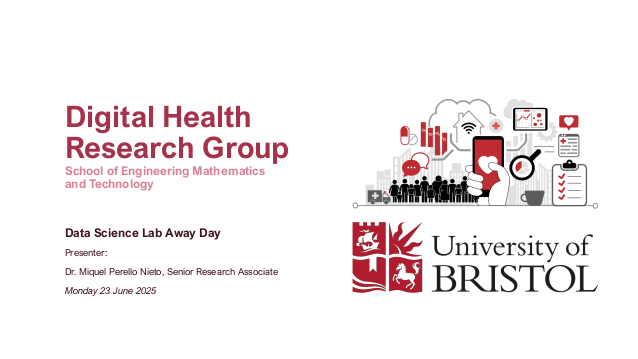 Digital Health
Research Group
School of Engineering Mathematics
and Technology
Data Science Lab Away Day
Presenter:
Dr. Miquel Perello Nieto, Senior Research Associate
Monday 23 June 2025
University of
BRISTOL